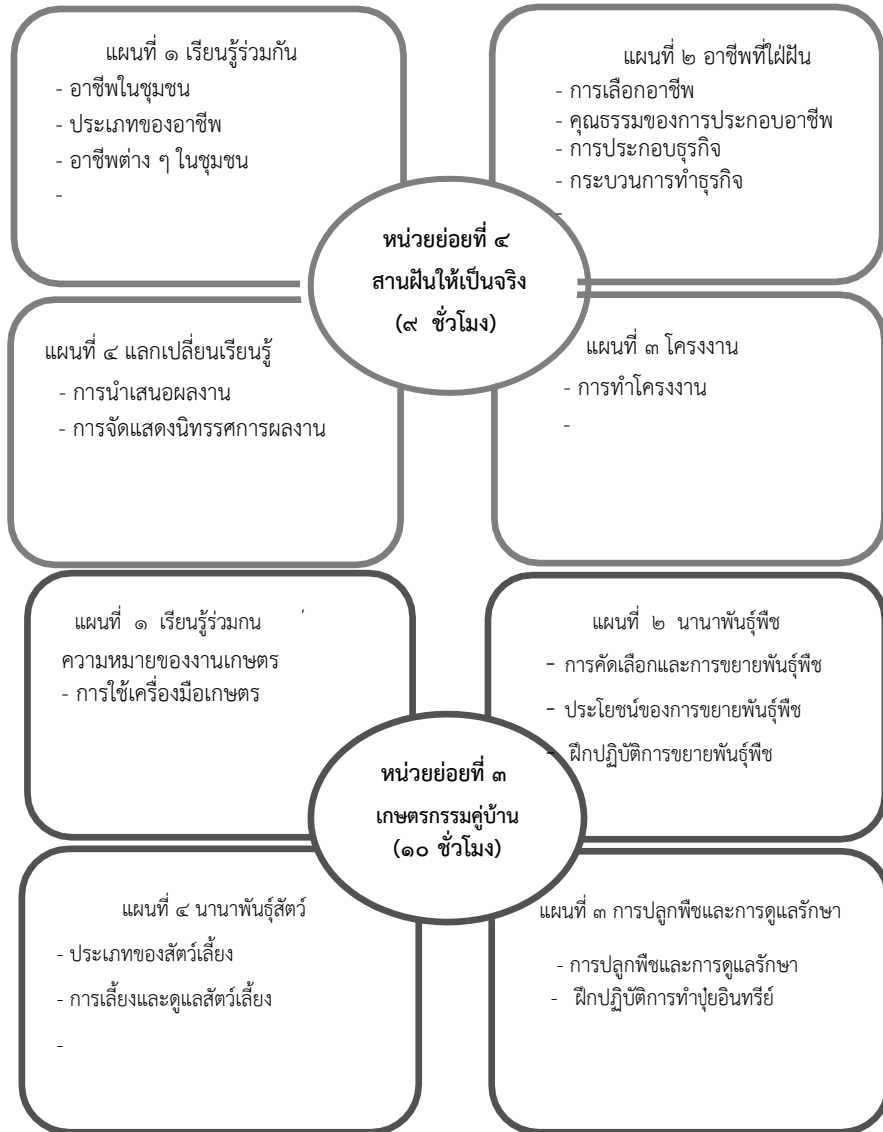 แผนที่ ๑ เรียนรู้ร่วมกัน
- อาชีพในชุมชน
- ประเภทของอาชีพ
- อาชีพต่าง ๆ ในชุมชน
-
แผนที่ ๒ อาชีพที่ใฝ่ฝัน
- การเลือกอาชีพ
- คุณธรรมของการประกอบอาชีพ
- การประกอบธุรกิจ
- กระบวนการทำธุรกิจ
-
หน่วยย่อยที่ ๔
สานฝันให้เป็นจริง
(๙ ชั่วโมง)
แผนที่ ๔ แลกเปลี่ยนเรียนรู้
- การนำเสนอผลงาน
- การจัดแสดงนิทรรศการผลงาน
แผนที่ ๓ โครงงาน
- การทำโครงงาน
-
แผนที่ ๑ เรียนรู้ร่วมกน
ความหมายของงานเกษตร
- การใช้เครื่องมือเกษตร
แผนที่ ๒ นานาพันธุ์พืช
- การคัดเลือกและการขยายพันธุ์พืช
- ประโยชน์ของการขยายพันธุ์พืช
- ฝึกปฏิบัติการขยายพันธุ์พืช
หน่วยย่อยที่ ๓
เกษตรกรรมคู่บ้าน
(๑๐ ชั่วโมง)
แผนที่ ๔ นานาพันธุ์สัตว์
- ประเภทของสัตว์เลี้ยง
- การเลี้ยงและดูแลสัตว์เลี้ยง
-
แผนที่ ๓ การปลูกพืชและการดูแลรักษา
- การปลูกพืชและการดูแลรักษา
- ฝึกปฏิบัติการทำปุ๋ยอินทรีย์